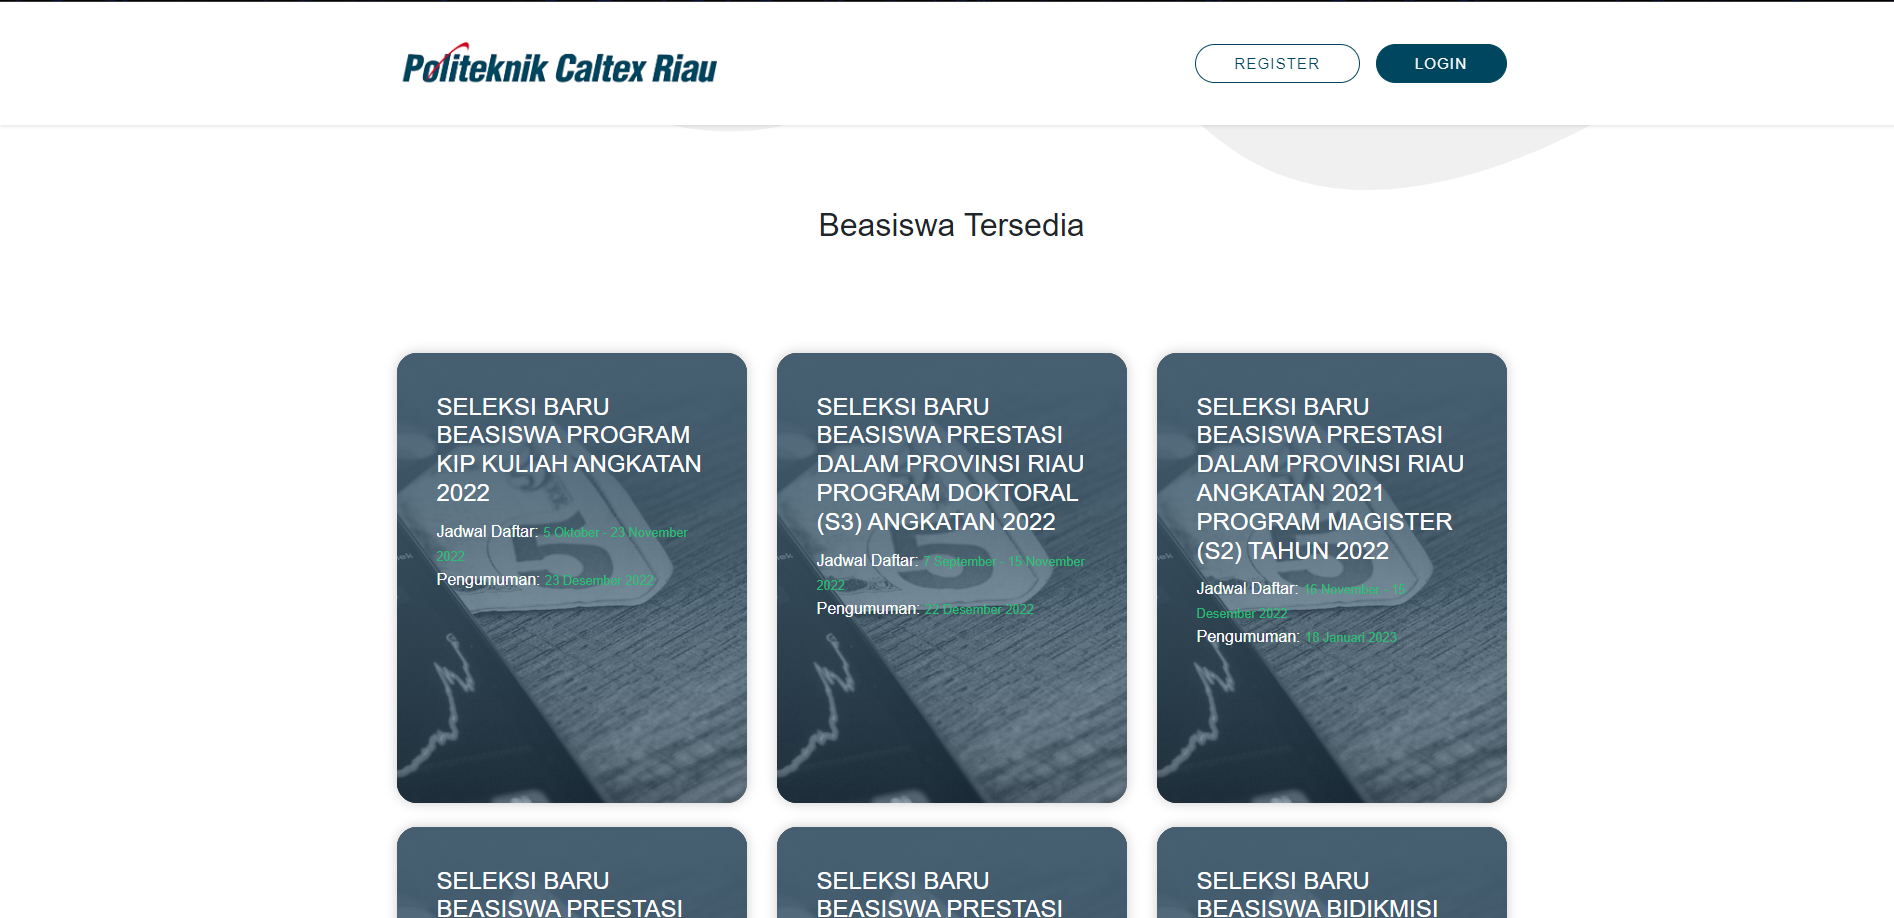 Politeknik Caltex Riau
REGISTER
LOGIN
Beasiswa Tersedia
SELEKSI BARU
BEASISWA PROGRAM
KIP KULIAH ANGKATAN
2022
Jadwal Daftar: 5 Oktober - 23 November
2022
Pengumuman: 23 Desember 2022
SELEKSI BARU
BEASISWA PRESTASI
DALAM PROVINSI RIAU
PROGRAM DOKTORAL
(S3) ANGKATAN 2022
Jadwal Daftar: 7 September - 15 November
2022
Pengumuman: 22 Desember 2022
SELEKSI BARU
BEASISWA PRESTASI
DALAM PROVINSI RIAU
ANGKATAN 2021
PROGRAM MAGISTER
(S2) TAHUN 2022
Jadwal Daftar: 16 November - 16
Desember 2022
Pengumuman: 18 Januari 2023
SELEKSI BARU
BEASISWA PRESTASI
SELEKSI BARU
BEASISWA PRESTASI
SELEKSI BARU
BEASISWA BIDIKMISI